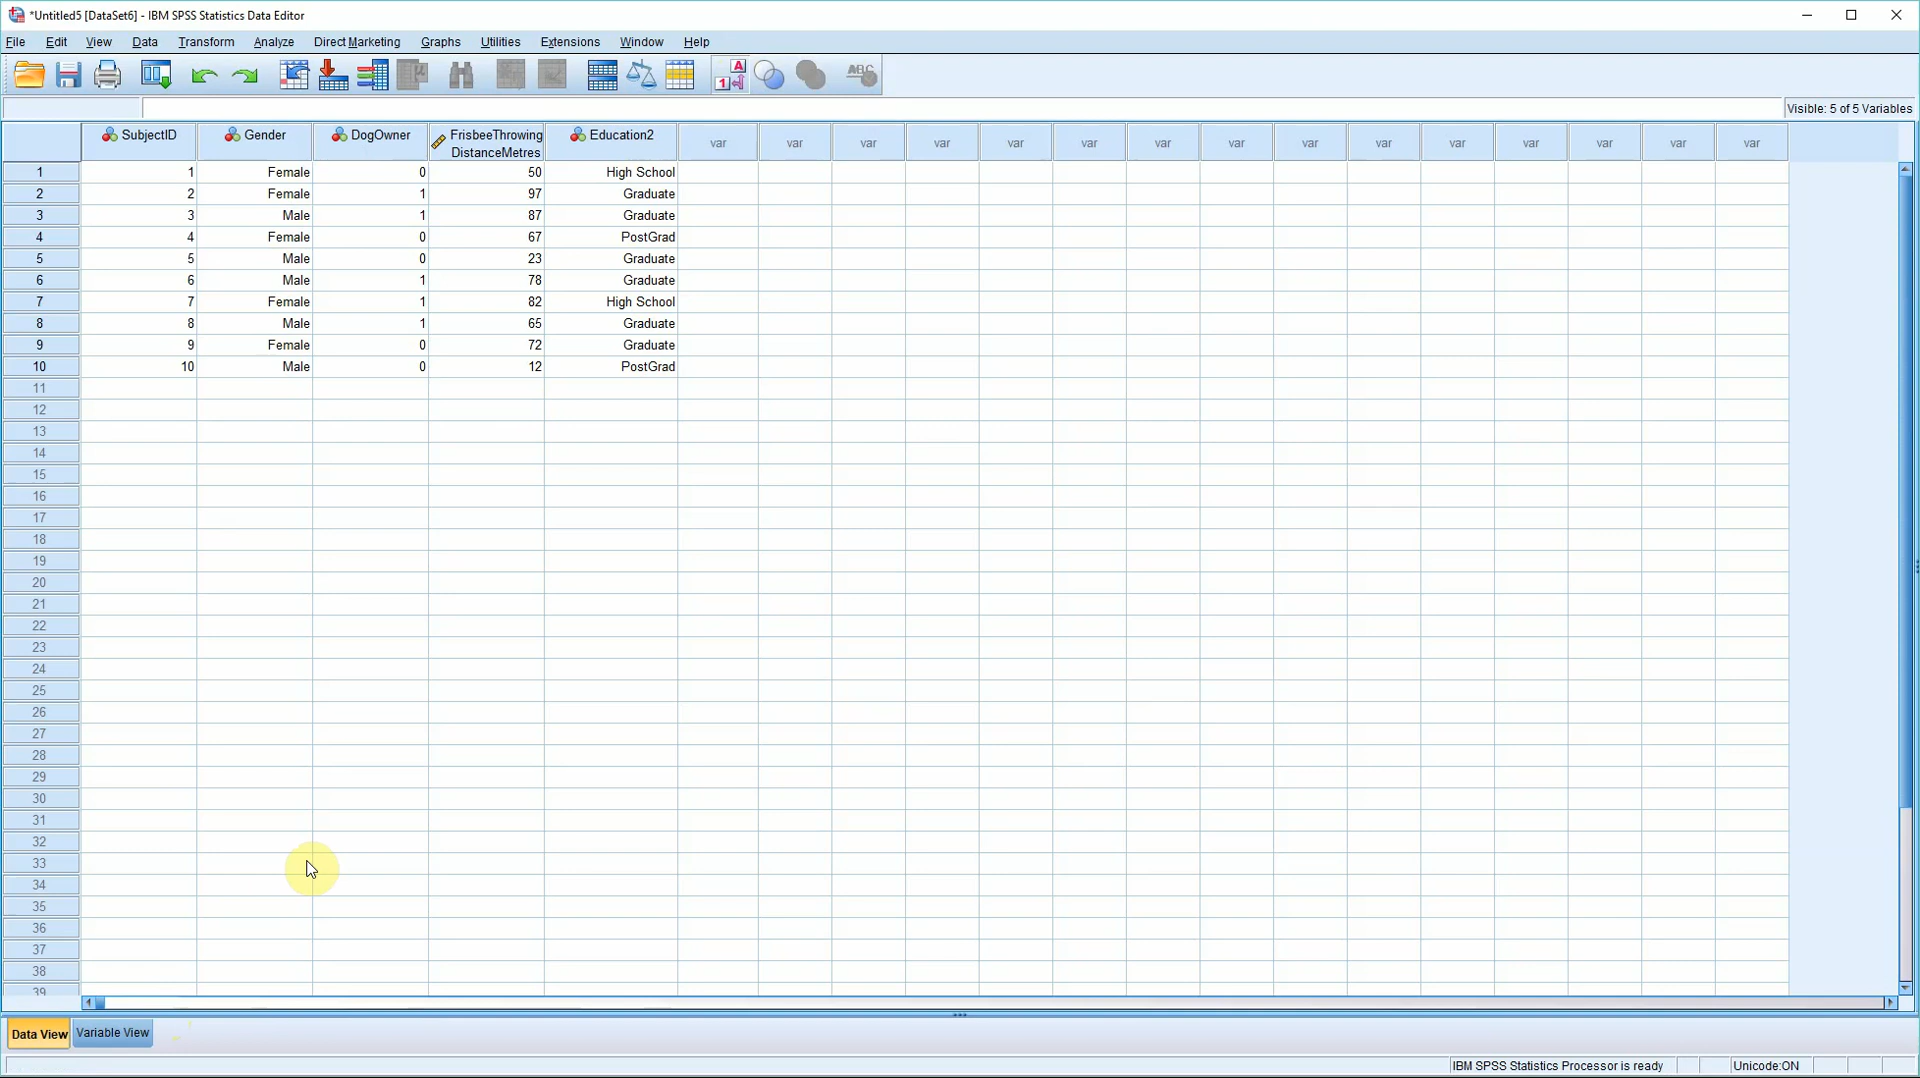 *Untitled5 [DataSet6] - IBM SPSS Statistics Data Editor
File Edit View Data Transform Analyze Direct Marketing Graphs Utilities Extensions Window Help
Visible: 5 of 5 Variables
SubjectID Gender DogOwner FrisbeeThrowingDistanceMetres Education2 var var var var var var var var var var var var var var var
1 1 Female 0 50 High School
2 2 Female 1 97 Graduate
3 3 Male 1 87 Graduate
4 4 Female 0 67 PostGrad
5 5 Male 0 23 Graduate
6 6 Male 1 78 Graduate
7 7 Female 1 82 High School
8 8 Male 1 65 Graduate
9 9 Female 0 72 Graduate
10 10 Male 0 12 PostGrad
11
12
13
14
15
16
17
18
19
20
21
22
23
24
25
26
27
28
29
30
31
32
33
34
35
36
37
38
39
Data View Variable View
IBM SPSS Statistics Processor is ready Unicode:ON